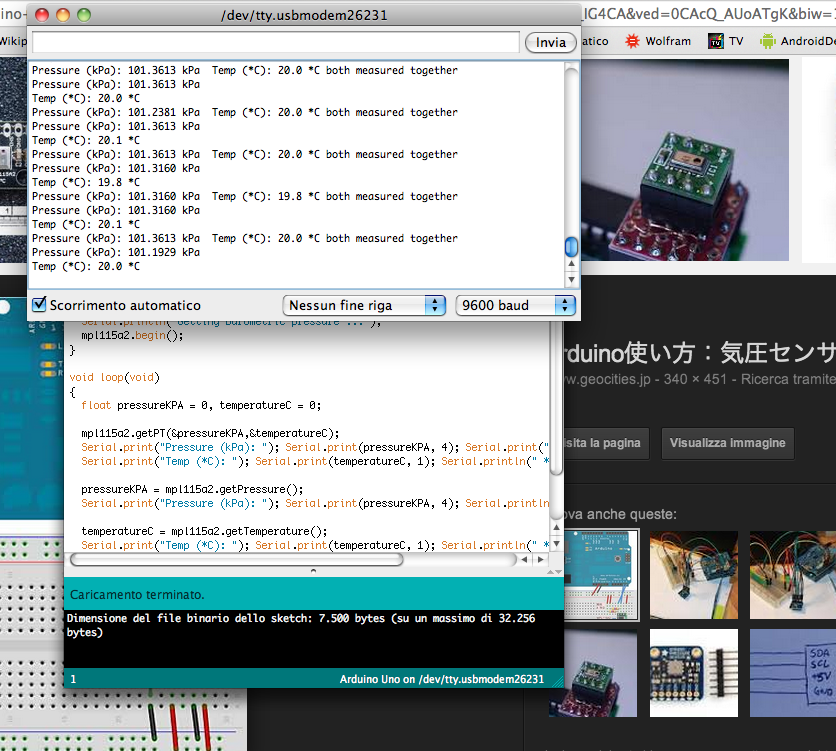 /dev/tty.usbmodem26231
Invia
Pressure (kPa): 101.3613 kPa  Temp (*C): 20.0 *C both measured together
Pressure (kPa): 101.3613 kPa
Temp (*C): 20.0 *C
Pressure (kPa): 101.2381 kPa  Temp (*C): 20.0 *C both measured together
Pressure (kPa): 101.3613 kPa
Temp (*C): 20.1 *C
Pressure (kPa): 101.3613 kPa  Temp (*C): 20.0 *C both measured together
Pressure (kPa): 101.3160 kPa
Temp (*C): 19.8 *C
Pressure (kPa): 101.3160 kPa  Temp (*C): 19.8 *C both measured together
Pressure (kPa): 101.3160 kPa
Temp (*C): 20.1 *C
Pressure (kPa): 101.3613 kPa  Temp (*C): 20.0 *C both measured together
Pressure (kPa): 101.1929 kPa
Temp (*C): 20.0 *C
Scorrimento automatico
Nessun fine riga
9600 baud
Serial.println("Getting barometric pressure ...");
mpl115a2.begin();
}
void loop(void)
{
float pressureKPA = 0, temperatureC = 0;
mpl115a2.getPT(&pressureKPA,&temperatureC);
Serial.print("Pressure (kPa): "); Serial.print(pressureKPA, 4); Serial.print("
Serial.print("Temp (*C): "); Serial.print(temperatureC, 1); Serial.println(" *
pressureKPA = mpl115a2.getPressure();
Serial.print("Pressure (kPa): "); Serial.print(pressureKPA, 4); Serial.println
temperatureC = mpl115a2.getTemperature();
Serial.print("Temp (*C): "); Serial.print(temperatureC, 1); Serial.println(" *
Caricamento terminato.
Dimensione del file binario dello sketch: 7.500 bytes (su un massimo di 32.256
bytes)
1
Arduino Uno on /dev/tty.usbmodem26231
_IG4CA&ved=0CAcQ_AUoATgK&biw=
Wikip
atico
Wolfram
TV
AndroidDe
rduino使い方：気圧センサ
ww.geocities.jp - 340 × 451 - Ricerca tramite
isita la pagina
Visualizza immagine
ova anche queste:
SDA
SCL
+5V
GND